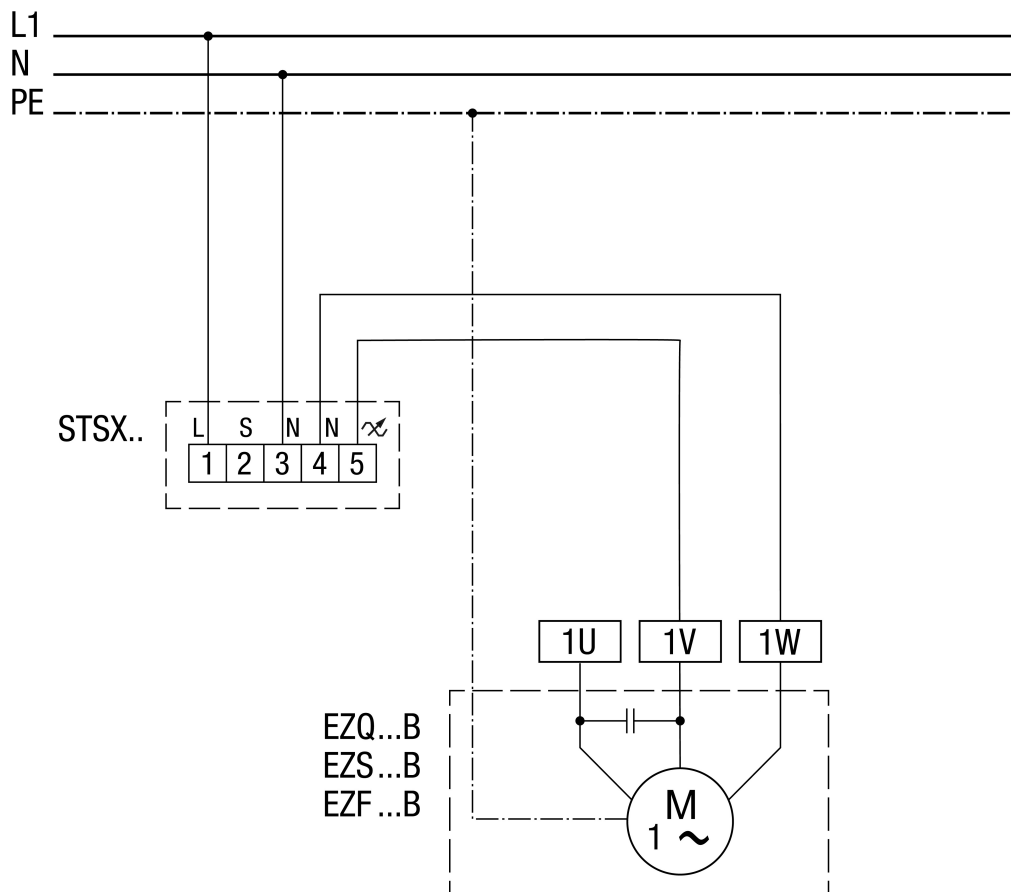 L1
N
PE
STSX..
L S N N
1 2 3 4 5
1U 1V 1W
EZQ...B
EZS...B
EZF...B
M
1 ~